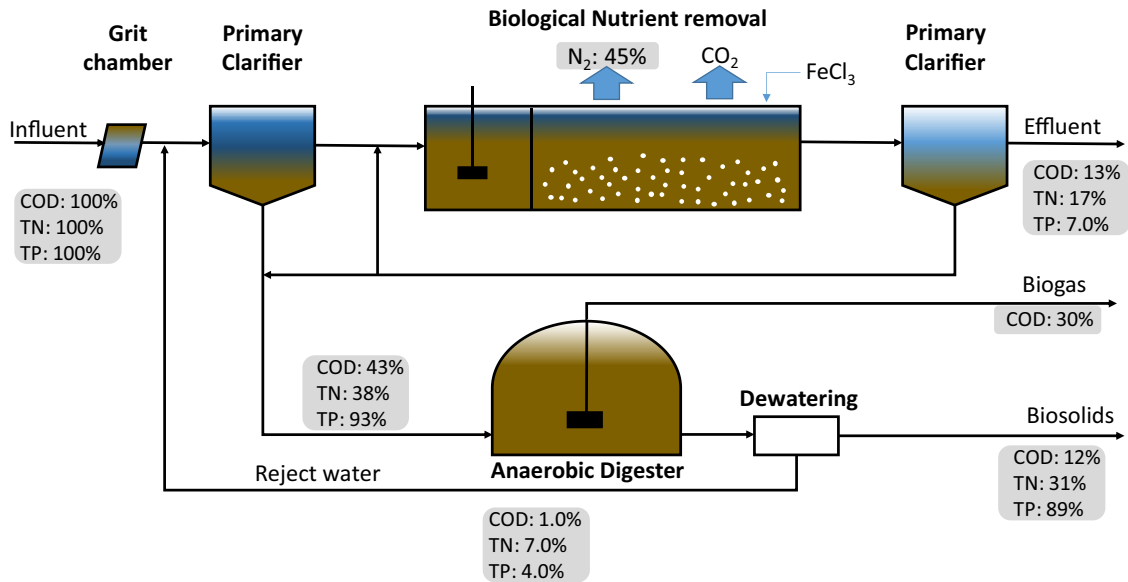 Biological Nutrient removal
Grit
chamber
Primary
Clarifier
N₂: 45%
CO₂
FeCl₃
Primary
Clarifier
Influent
Effluent
COD: 100%
TN: 100%
TP: 100%
COD: 13%
TN: 17%
TP: 7.0%
Biogas
COD: 30%
COD: 43%
TN: 38%
TP: 93%
Dewatering
Biosolids
Anaerobic Digester
Reject water
COD: 12%
TN: 31%
TP: 89%
COD: 1.0%
TN: 7.0%
TP: 4.0%